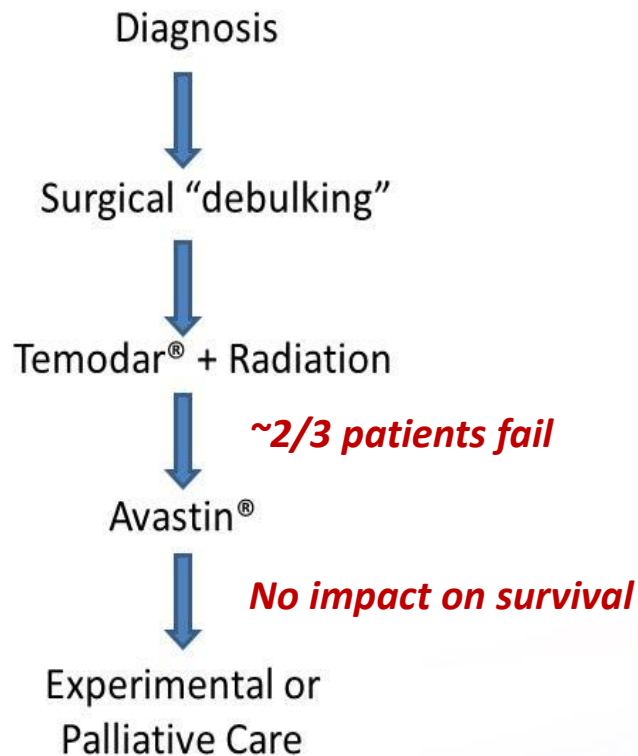 Diagnosis
Surgical “debulking”
Temodar® + Radiation
~2/3 patients fail
Avastin®
No impact on survival
Experimental or
Palliative Care